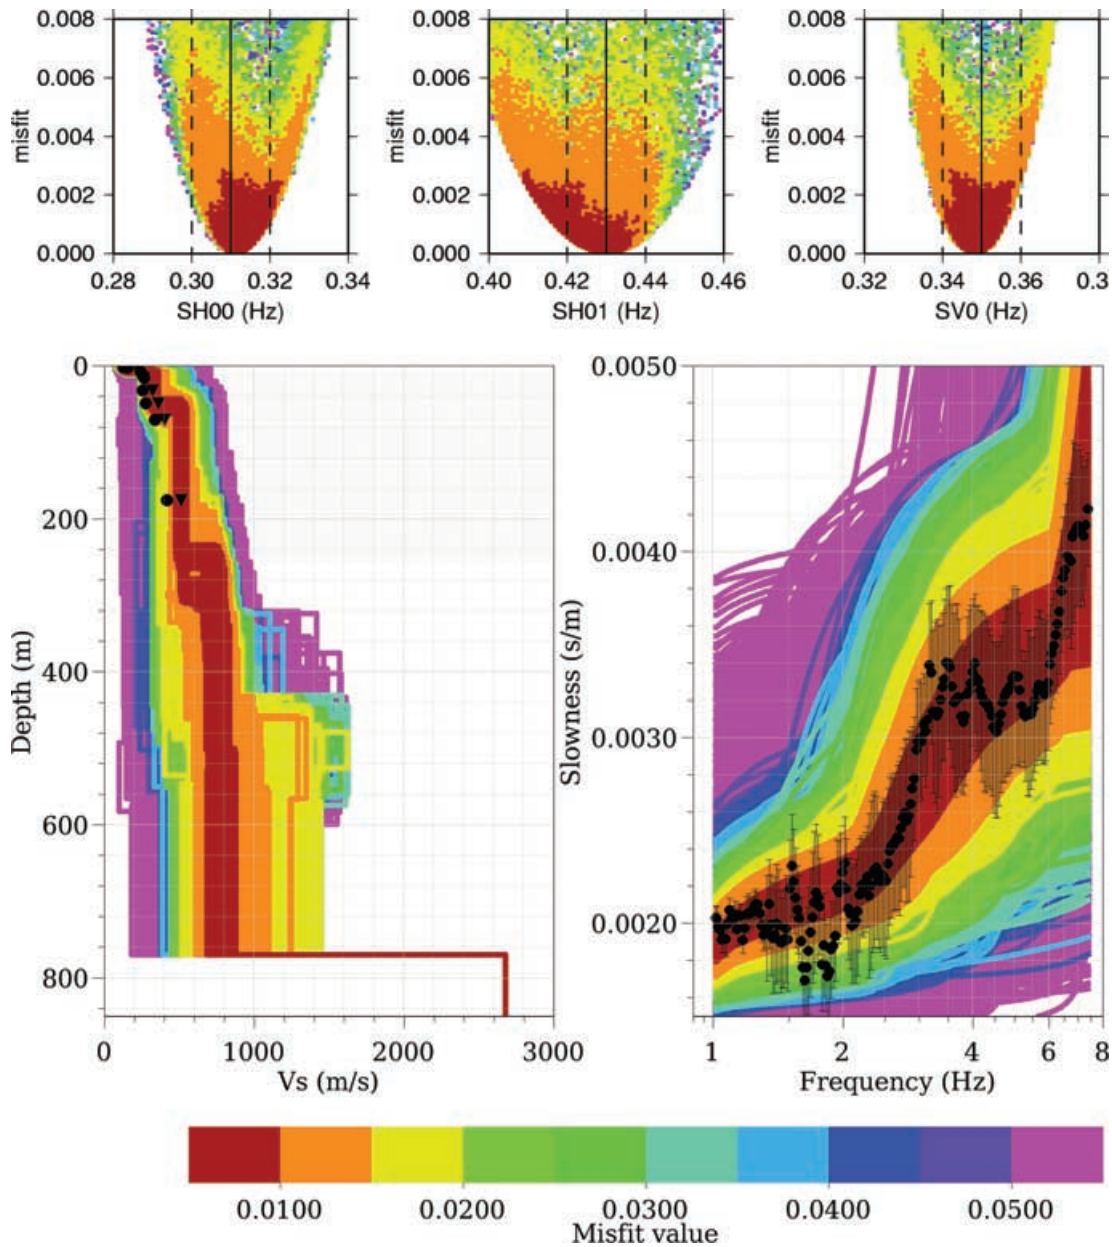 0.008
0.006
0.004
0.002
0.000
misfit
0.28 0.30 0.32 0.34
SH00 (Hz)
0.008
0.006
0.004
0.002
0.000
misfit
0.40 0.42 0.44 0.46
SH01 (Hz)
0.008
0.006
0.004
0.002
0.000
misfit
0.32 0.34 0.36 0.3
SV0 (Hz)
0
200
400
600
800
Depth (m)
0 1000 2000 3000
Vs (m/s)
0.0050
0.0040
0.0030
0.0020
Slowness (s/m)
1 2 4 6 8
Frequency (Hz)
0.0100 0.0200 0.0300 0.0400 0.0500
Misfit value